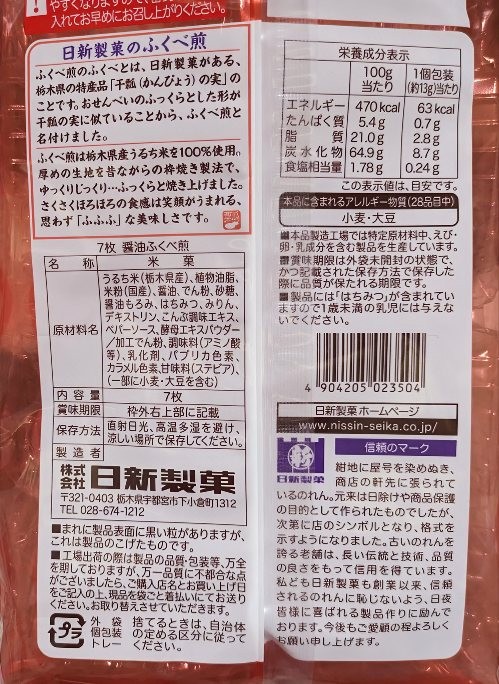 入れてお早めにお召し上がりください。
日新製菓のふくべ煎
ふくべ煎のふくべとは、日新製菓がある、
栃木県の特産品「干瓢(かんぴょう)の実」の
ことです。おせんべいのふっくらとした形が
干瓢の実に似ていることから、ふくべ煎と
名付けました。
ふくべ煎は栃木県産うるち米を100%使用。
厚めの生地を昔ながらの枠焼き製法で、
ゆっくりじっくり…ふっくらと焼き上げました。
さくさくほろほろの食感は笑顔がうまれる、
思わず「ふふふ」な美味しさです。
7枚 醤油ふくべ煎
名称 米菓
原材料名 うるち米(栃木県産)、植物油脂、
米粉(国産)、醤油、でん粉、砂糖、
醤油もろみ、はちみつ、みりん、
デキストリン、こんぶ調味エキス、
ペパーソース、酵母エキスパウダー
/加工でん粉、調味料(アミノ酸
等)、乳化剤、パプリカ色素、
カラメル色素、甘味料(ステビア)、
(一部に小麦・大豆を含む)
内容量 7枚
賞味期限 枠外右上部に記載
保存方法 直射日光、高温多湿を避け、
涼しい場所で保存してください。
製造者
株式会社 日新製菓
〒321-0403 栃木県宇都宮市下小倉町1312
TEL 028-674-1212
■まれに製品表面に黒い粒がありますが、
これは製品のこげたものです。
■工場出荷の際は製品の品質・包装等、万全
を期しておりますが、万一品質に不都合な点
がございましたら、ご購入店名とお買い上げ日
をご記入の上、現品を袋ごと着払いにてお送り
ください。お取り替えさせていただきます。
プラ
外袋
個包装
トレー
捨てるときは、自治体
の定める区分に従って
ください。
栄養成分表示
100g当たり 1個包装(約13g)当たり
エネルギー 470kcal 63kcal
たんぱく質 5.4g 0.7g
脂質 21.0g 2.8g
炭水化物 64.9g 8.7g
食塩相当量 1.78g 0.24g
この表示値は、目安です。
本品に含まれるアレルギー物質(28品目中)
小麦・大豆
■本製造工場では特定原材料中、えび・
卵・乳成分を含む製品を生産しています。
■賞味期限は外袋未開封の状態で、
かつ記載された保存方法で保存した
際に品質が保たれる期限です。
■製品には「はちみつ」が含まれてい
ますので1歳未満の乳児には与えな
いでください。
4 904205 023504
日新製菓ホームページ
www.nissin-seika.co.jp/
日新製菓
信頼のマーク
紺地に屋号を染めぬき、
商店の軒先に張られて
いるのれん。元来は日除けや商品保護
の目的として作られたものでしたが、
次第に店のシンボルとなり、格式を
示すようになりました。古いのれんを
誇る老舗は、長い伝統と技術、品質
の良さをもって信用を得ています。
私ども日新製菓も創業以来、信頼
されるのれんに恥じないよう、日夜
皆様に喜ばれる製品作りに励んで
おります。今後もご愛顧の程よろしく
お願い申し上げます。